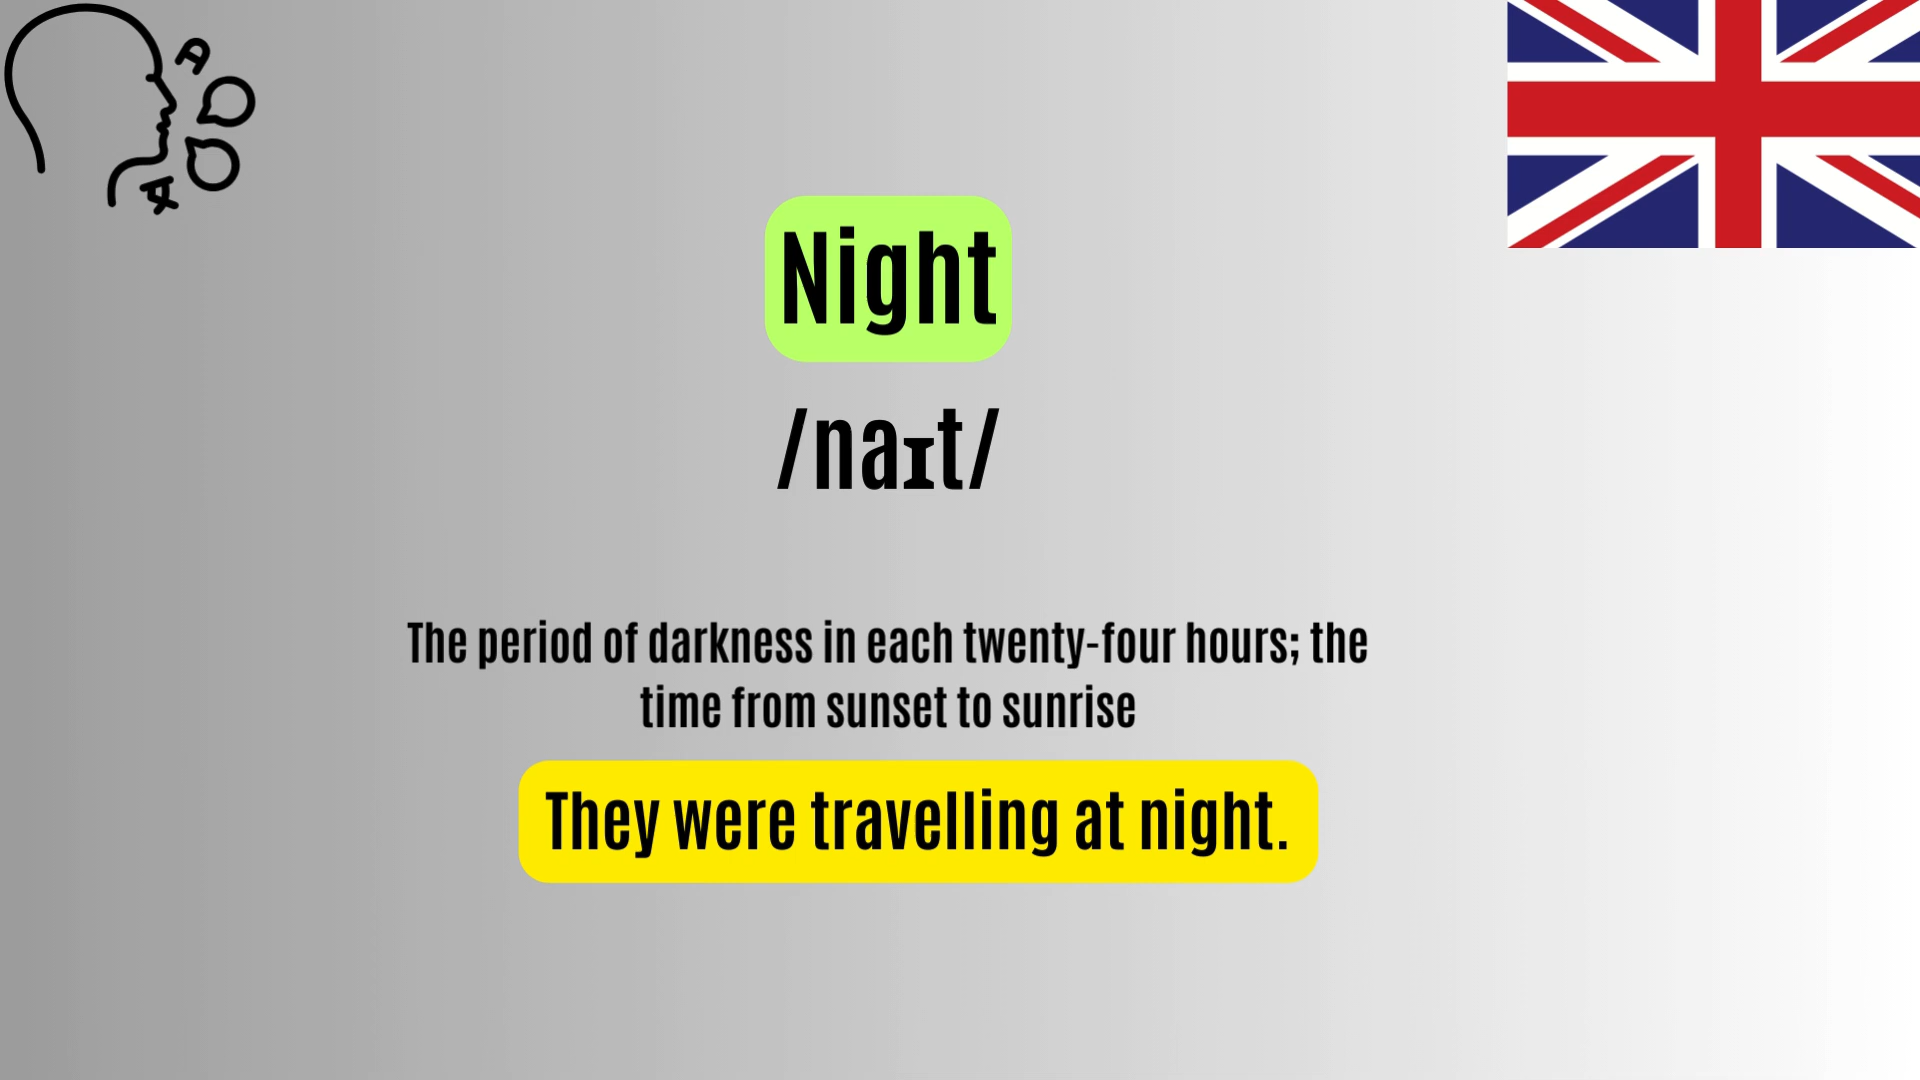 Night
/naɪt/
The period of darkness in each twenty-four hours; the
time from sunset to sunrise
They were travelling at night.